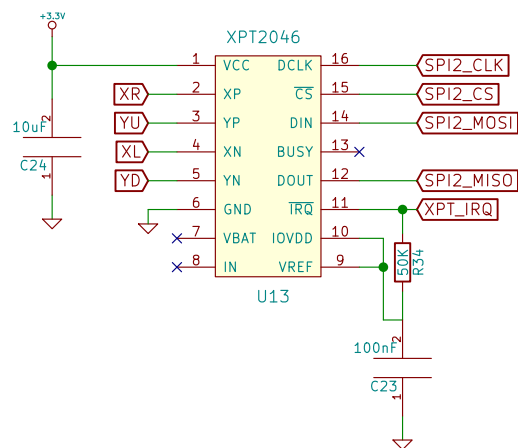 +3.3V
XPT2046
1 VCC DCLK 16 SPI2_CLK
XR 2 XP CS 15 SPI2_CS
YU 3 YP DIN 14 SPI2_MOSI
10uF 2
XL 4 XN BUSY 13
C24 1
YD 5 YN DOUT 12 SPI2_MISO
6 GND IRQ 11 XPT_IRQ
7 VBAT IOVDD 10
50K R34
8 IN VREF 9
U13
100nF 2
C23 1